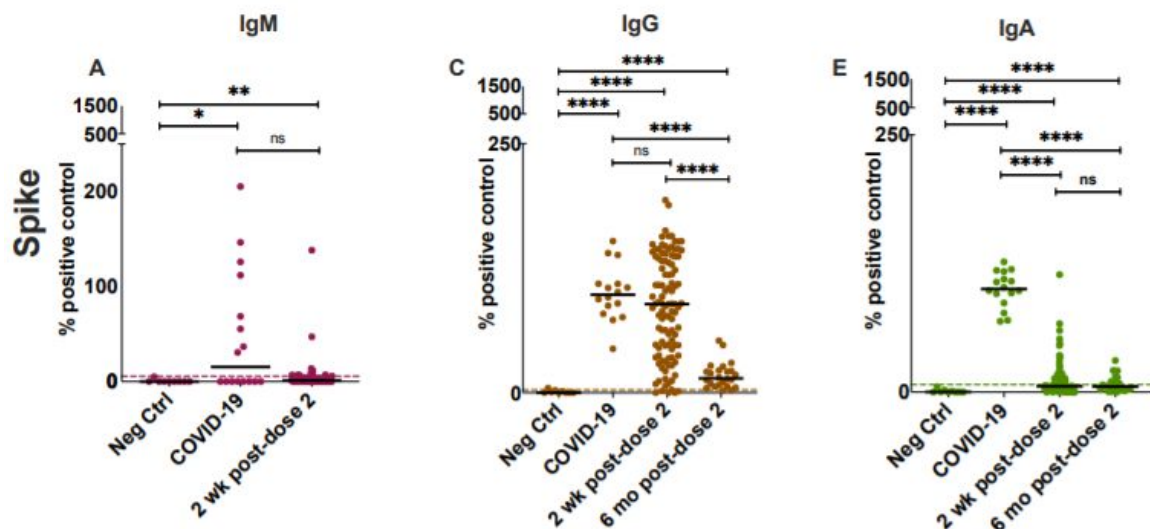 IgM
IgG
IgA
Spike
A
1500
500
200
100
0
% positive control
**
*
ns
Neg Ctrl
COVID-19
2 wk post-dose 2
C
1500
500
250
0
% positive control
****
****
****
****
ns
****
Neg Ctrl
COVID-19
2 wk post-dose 2
6 mo post-dose 2
E
1500
500
250
0
% positive control
****
****
****
****
****
ns
Neg Ctrl
COVID-19
2 wk post-dose 2
6 mo post-dose 2